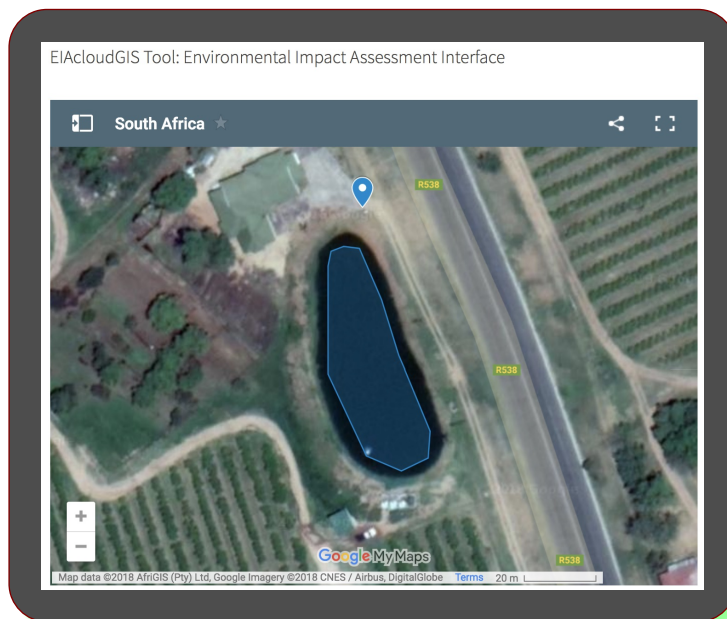 EIAcloudGIS Tool: Environmental Impact Assessment Interface
South Africa
R538
R538
R538
Google My Maps
Map data ©2018 AfriGIS (Pty) Ltd, Google Imagery ©2018 CNES / Airbus, DigitalGlobe Terms 20 m